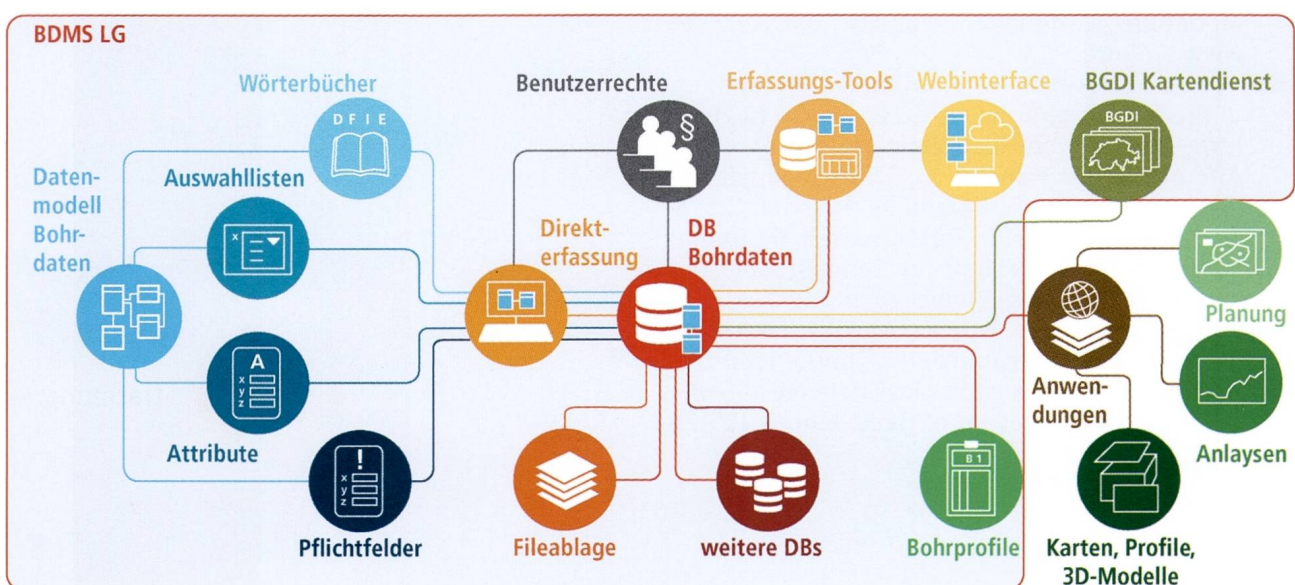 BDMS LG
Wörterbücher
Benutzerrechte
Erfassungs-Tools
Webinterface
BGDI Kartendienst
D F I E
§
BGDI
Daten-
modell
Bohr-
daten
Auswahllisten
x
Direkt-
erfassung
DB
Bohrdaten
Planung
A
x
y
z
Attribute
Anwen-
dungen
Anlaysen
!
x
y
z
B 1
Pflichtfelder
Fileablage
weitere DBs
Bohrprofile
Karten, Profile,
3D-Modelle